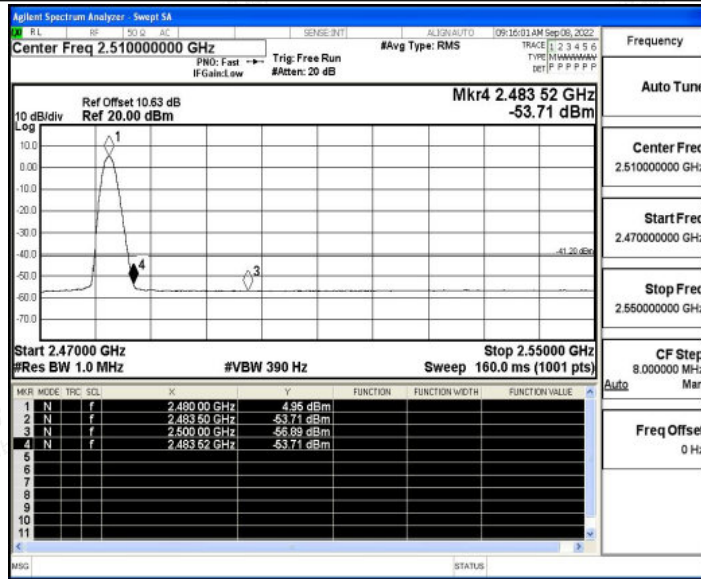 Agilent Spectrum Analyzer - Swept SA
RL RF 50 Ω AC SENSE:INT ALIGNAUTO 09:16:01 AM Sep 08, 2022
Center Freq 2.510000000 GHz
PNO: Fast
IFGain:Low
Trig: Free Run
#Atten: 20 dB
#Avg Type: RMS
TRACE 1 2 3 4 5 6
TYPE MWWWWW
DET P P P P P P
Ref Offset 10.63 dB
10 dB/div Ref 20.00 dBm
Log
Mkr4 2.483 52 GHz
-53.71 dBm
10.0
0.00
-10.0
-20.0
-30.0
-40.0
-50.0
-60.0
-70.0
1
4
3
-41.20 dBm
Start 2.47000 GHz Stop 2.55000 GHz
#Res BW 1.0 MHz #VBW 390 Hz Sweep 160.0 ms (1001 pts)
MKR MODE TRC SCL X Y FUNCTION FUNCTION WIDTH FUNCTION VALUE
1 N f 2.480 00 GHz 4.95 dBm
2 N f 2.483 50 GHz -53.71 dBm
3 N f 2.500 00 GHz -56.89 dBm
4 N f 2.483 52 GHz -53.71 dBm
5
6
7
8
9
10
11
MSG STATUS
Frequency
Auto Tune
Center Freq
2.510000000 GHz
Start Freq
2.470000000 GHz
Stop Freq
2.550000000 GHz
CF Step
8.000000 MHz
Auto Man
Freq Offset
0 Hz